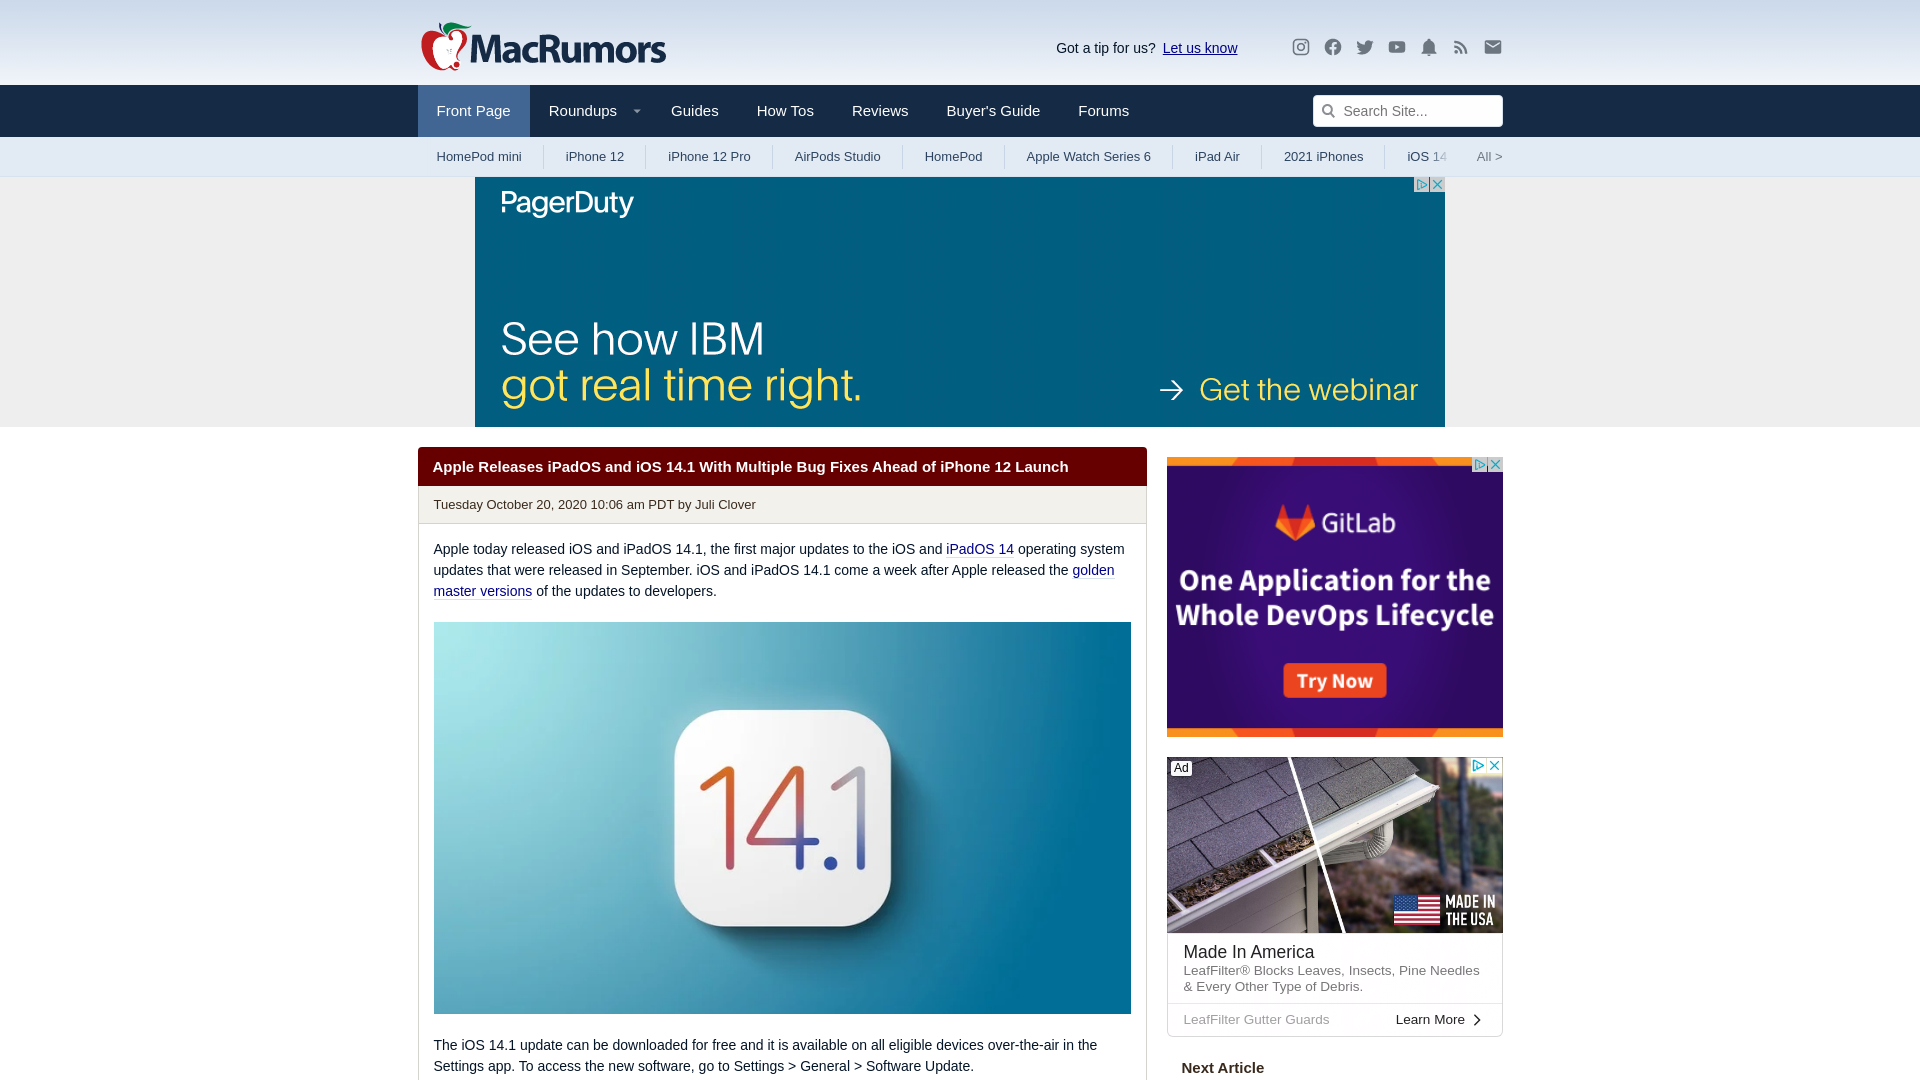 MacRumors
Got a tip for us? Let us know
Front Page
Roundups
Guides
How Tos
Reviews
Buyer's Guide
Forums
Search Site...
HomePod mini
iPhone 12
iPhone 12 Pro
AirPods Studio
HomePod
Apple Watch Series 6
iPad Air
2021 iPhones
iOS 14
All >
PagerDuty
See how IBM
got real time right.
→ Get the webinar
Apple Releases iPadOS and iOS 14.1 With Multiple Bug Fixes Ahead of iPhone 12 Launch
Tuesday October 20, 2020 10:06 am PDT by Juli Clover
Apple today released iOS and iPadOS 14.1, the first major updates to the iOS and iPadOS 14 operating system
updates that were released in September. iOS and iPadOS 14.1 come a week after Apple released the golden
master versions of the updates to developers.
14.1
The iOS 14.1 update can be downloaded for free and it is available on all eligible devices over-the-air in the
Settings app. To access the new software, go to Settings > General > Software Update.
GitLab
One Application for the
Whole DevOps Lifecycle
Try Now
Ad
MADE IN
THE USA
Made In America
LeafFilter® Blocks Leaves, Insects, Pine Needles
& Every Other Type of Debris.
LeafFilter Gutter Guards
Learn More
Next Article